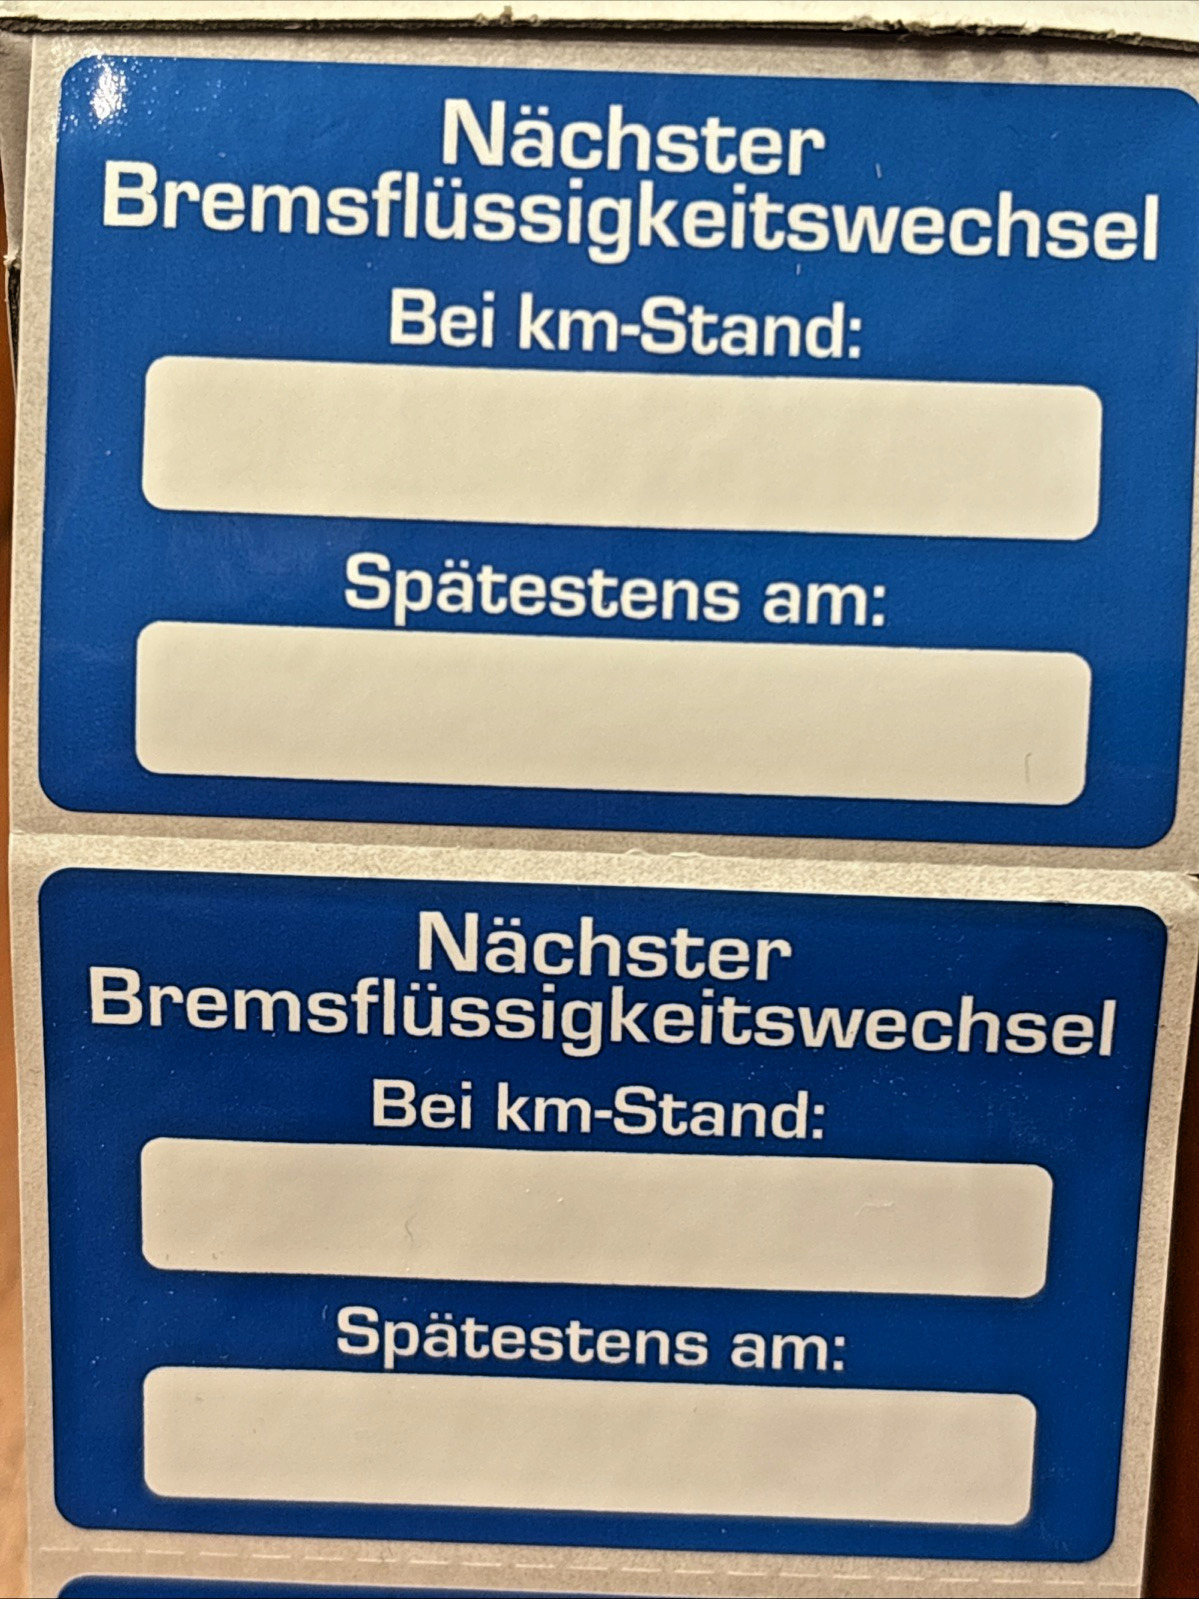 Nächster
Bremsflüssigkeitswechsel
Bei km-Stand:
Spätestens am:
Nächster
Bremsflüssigkeitswechsel
Bei km-Stand:
Spätestens am: